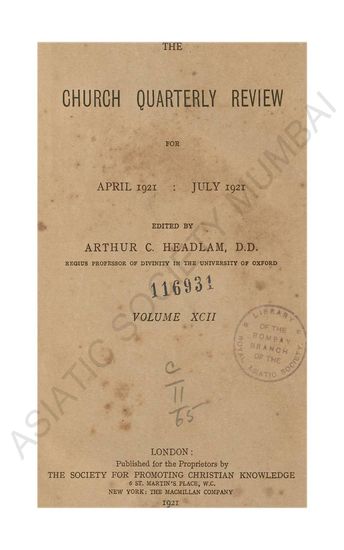 THE
CHURCH QUARTERLY REVIEW
FOR
APRIL 1921 : JULY 1921
EDITED BY
ARTHUR C. HEADLAM, D.D.
REGIUS PROFESSOR OF DIVINITY IN THE UNIVERSITY OF OXFORD
116931
VOLUME XCII
LIBRARY
OF THE
BOMBAY
BRANCH
OF THE
ROYAL ASIATIC SOCIETY
C
11
65
LONDON:
Published for the Proprietors by
THE SOCIETY FOR PROMOTING CHRISTIAN KNOWLEDGE
6 ST. MARTIN'S PLACE, W.C.
NEW YORK: THE MACMILLAN COMPANY
1921
ASIATIC SOCIETY MUMBAI